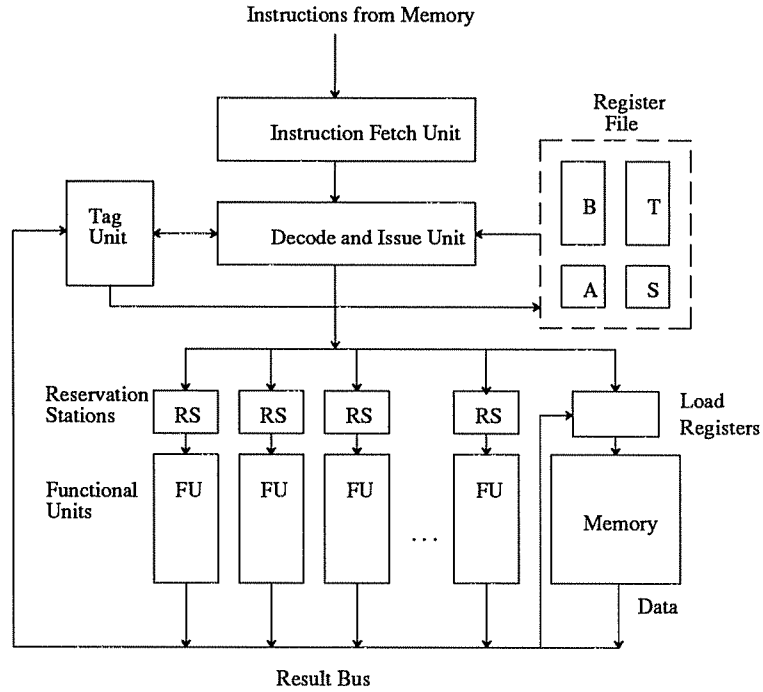 Instructions from Memory
Instruction Fetch Unit
Register
File
Tag
Unit
Decode and Issue Unit
B
T
A
S
Reservation
Stations
RS
RS
RS
RS
Load
Registers
Functional
Units
FU
FU
FU
FU
...
Memory
Data
Result Bus